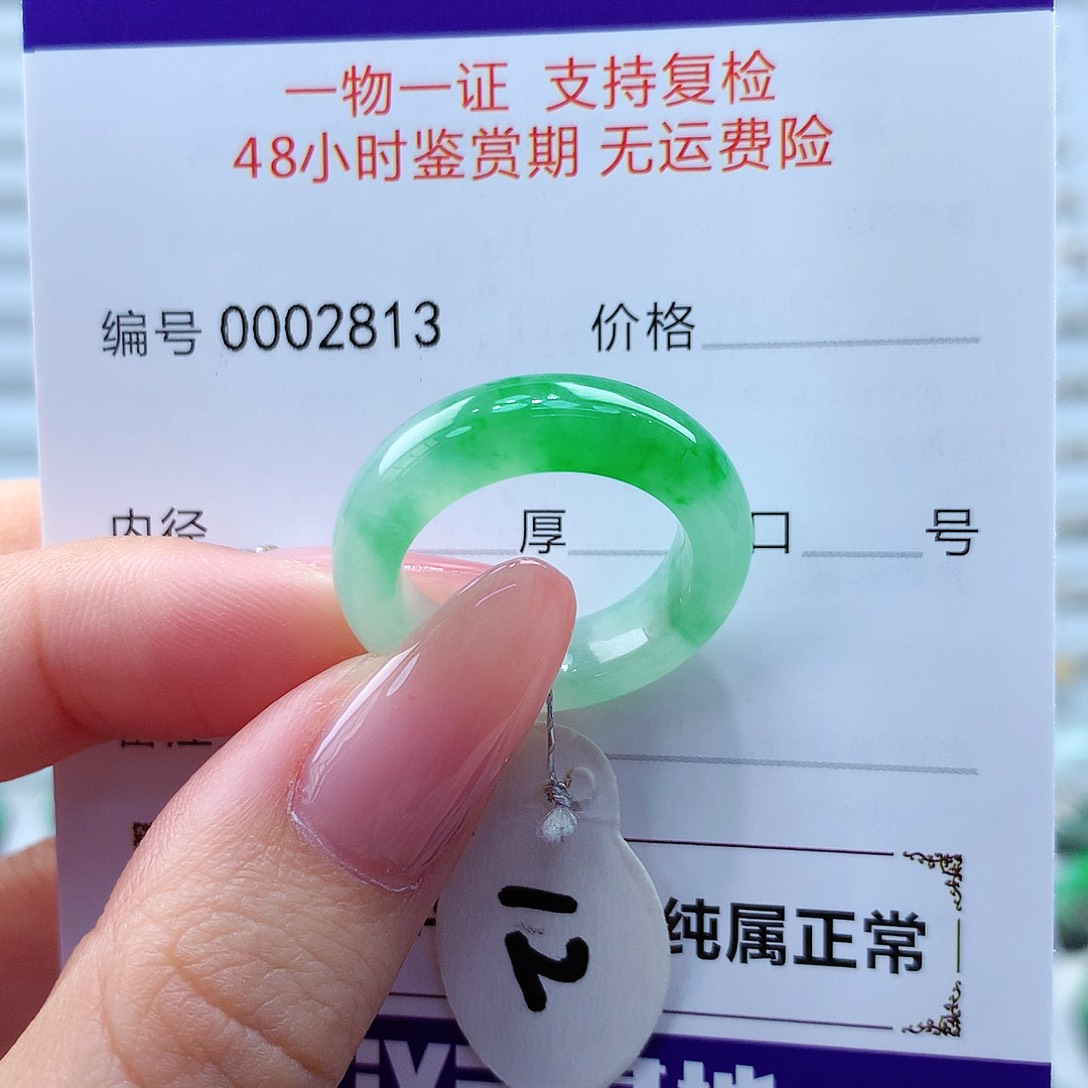 一物一证 支持复检
48小时鉴赏期 无运费险
编号 0002813 价格
内径 厚 口 号
纯属正常
12